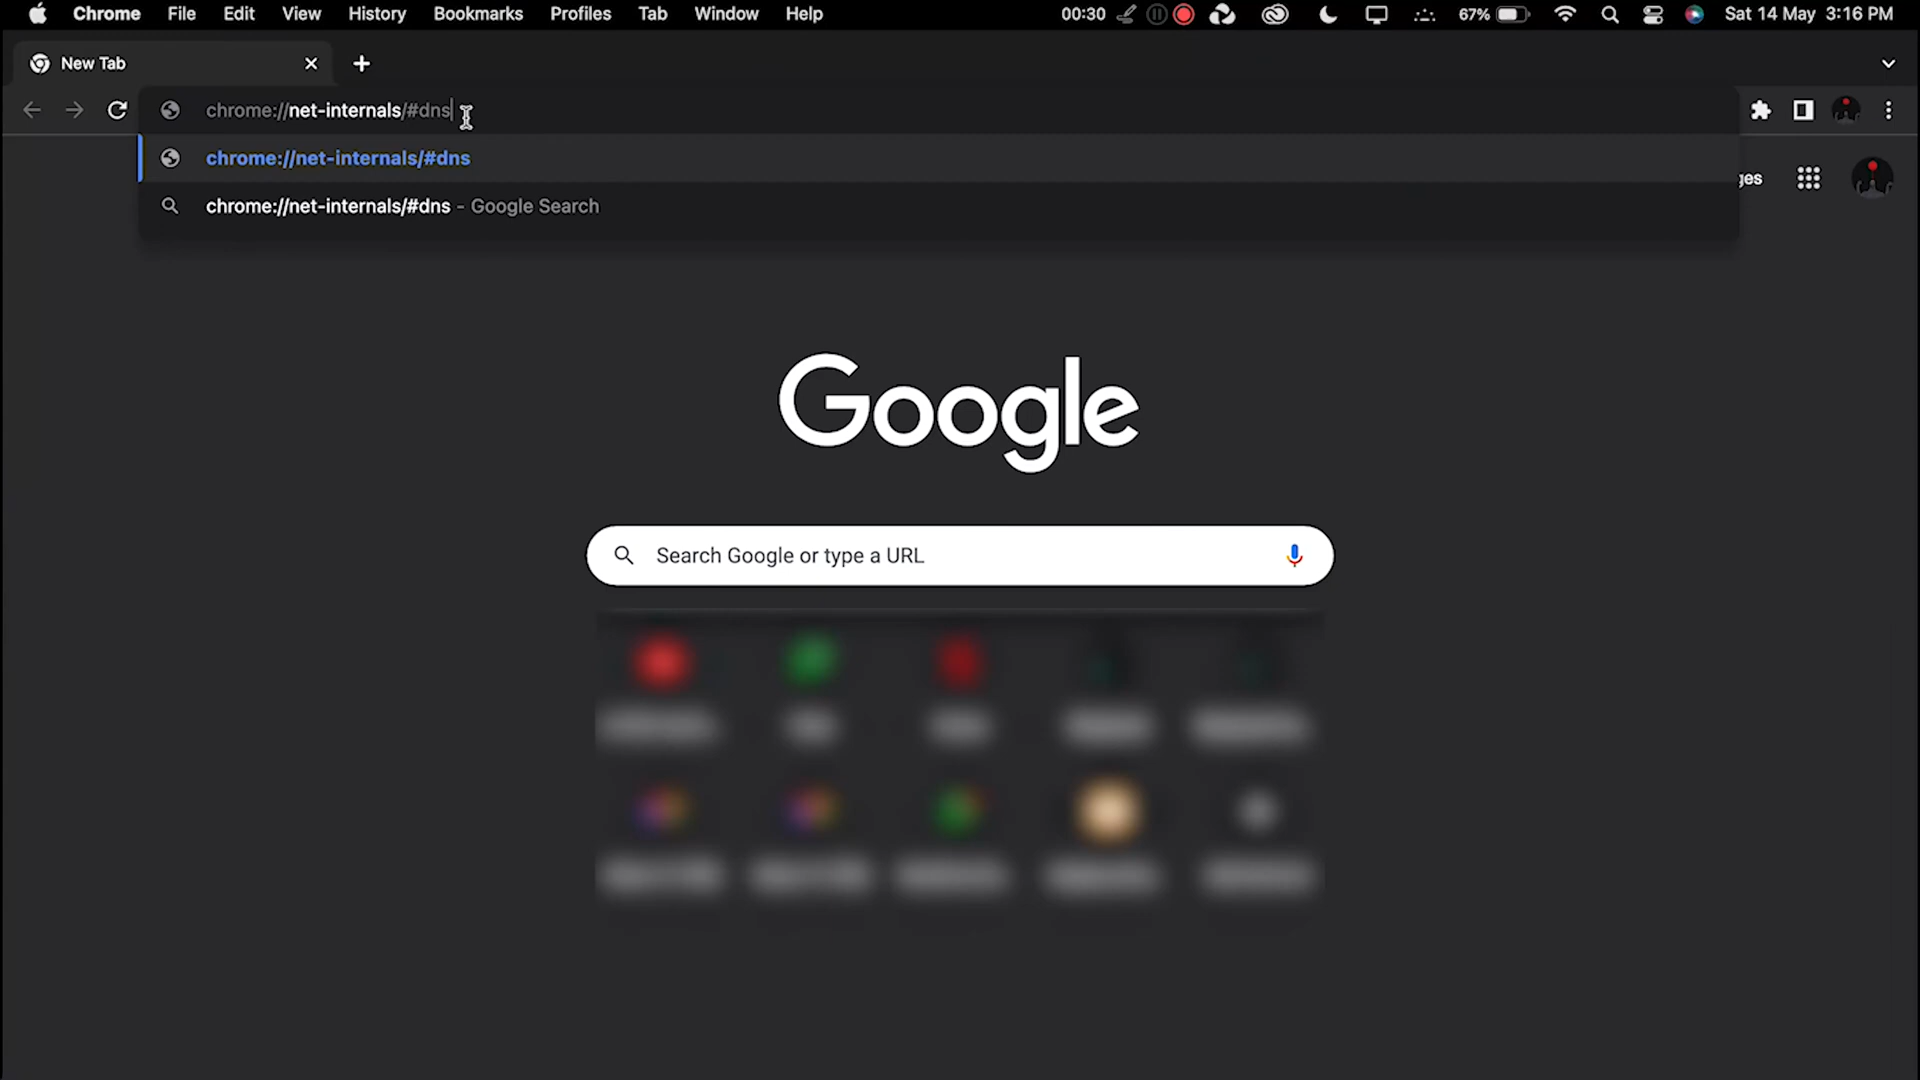 Chrome File Edit View History Bookmarks Profiles Tab Window Help 00:30 67% Sat 14 May 3:16 PM
New Tab
chrome://net-internals/#dns
chrome://net-internals/#dns
chrome://net-internals/#dns - Google Search
ges
Google
Search Google or type a URL